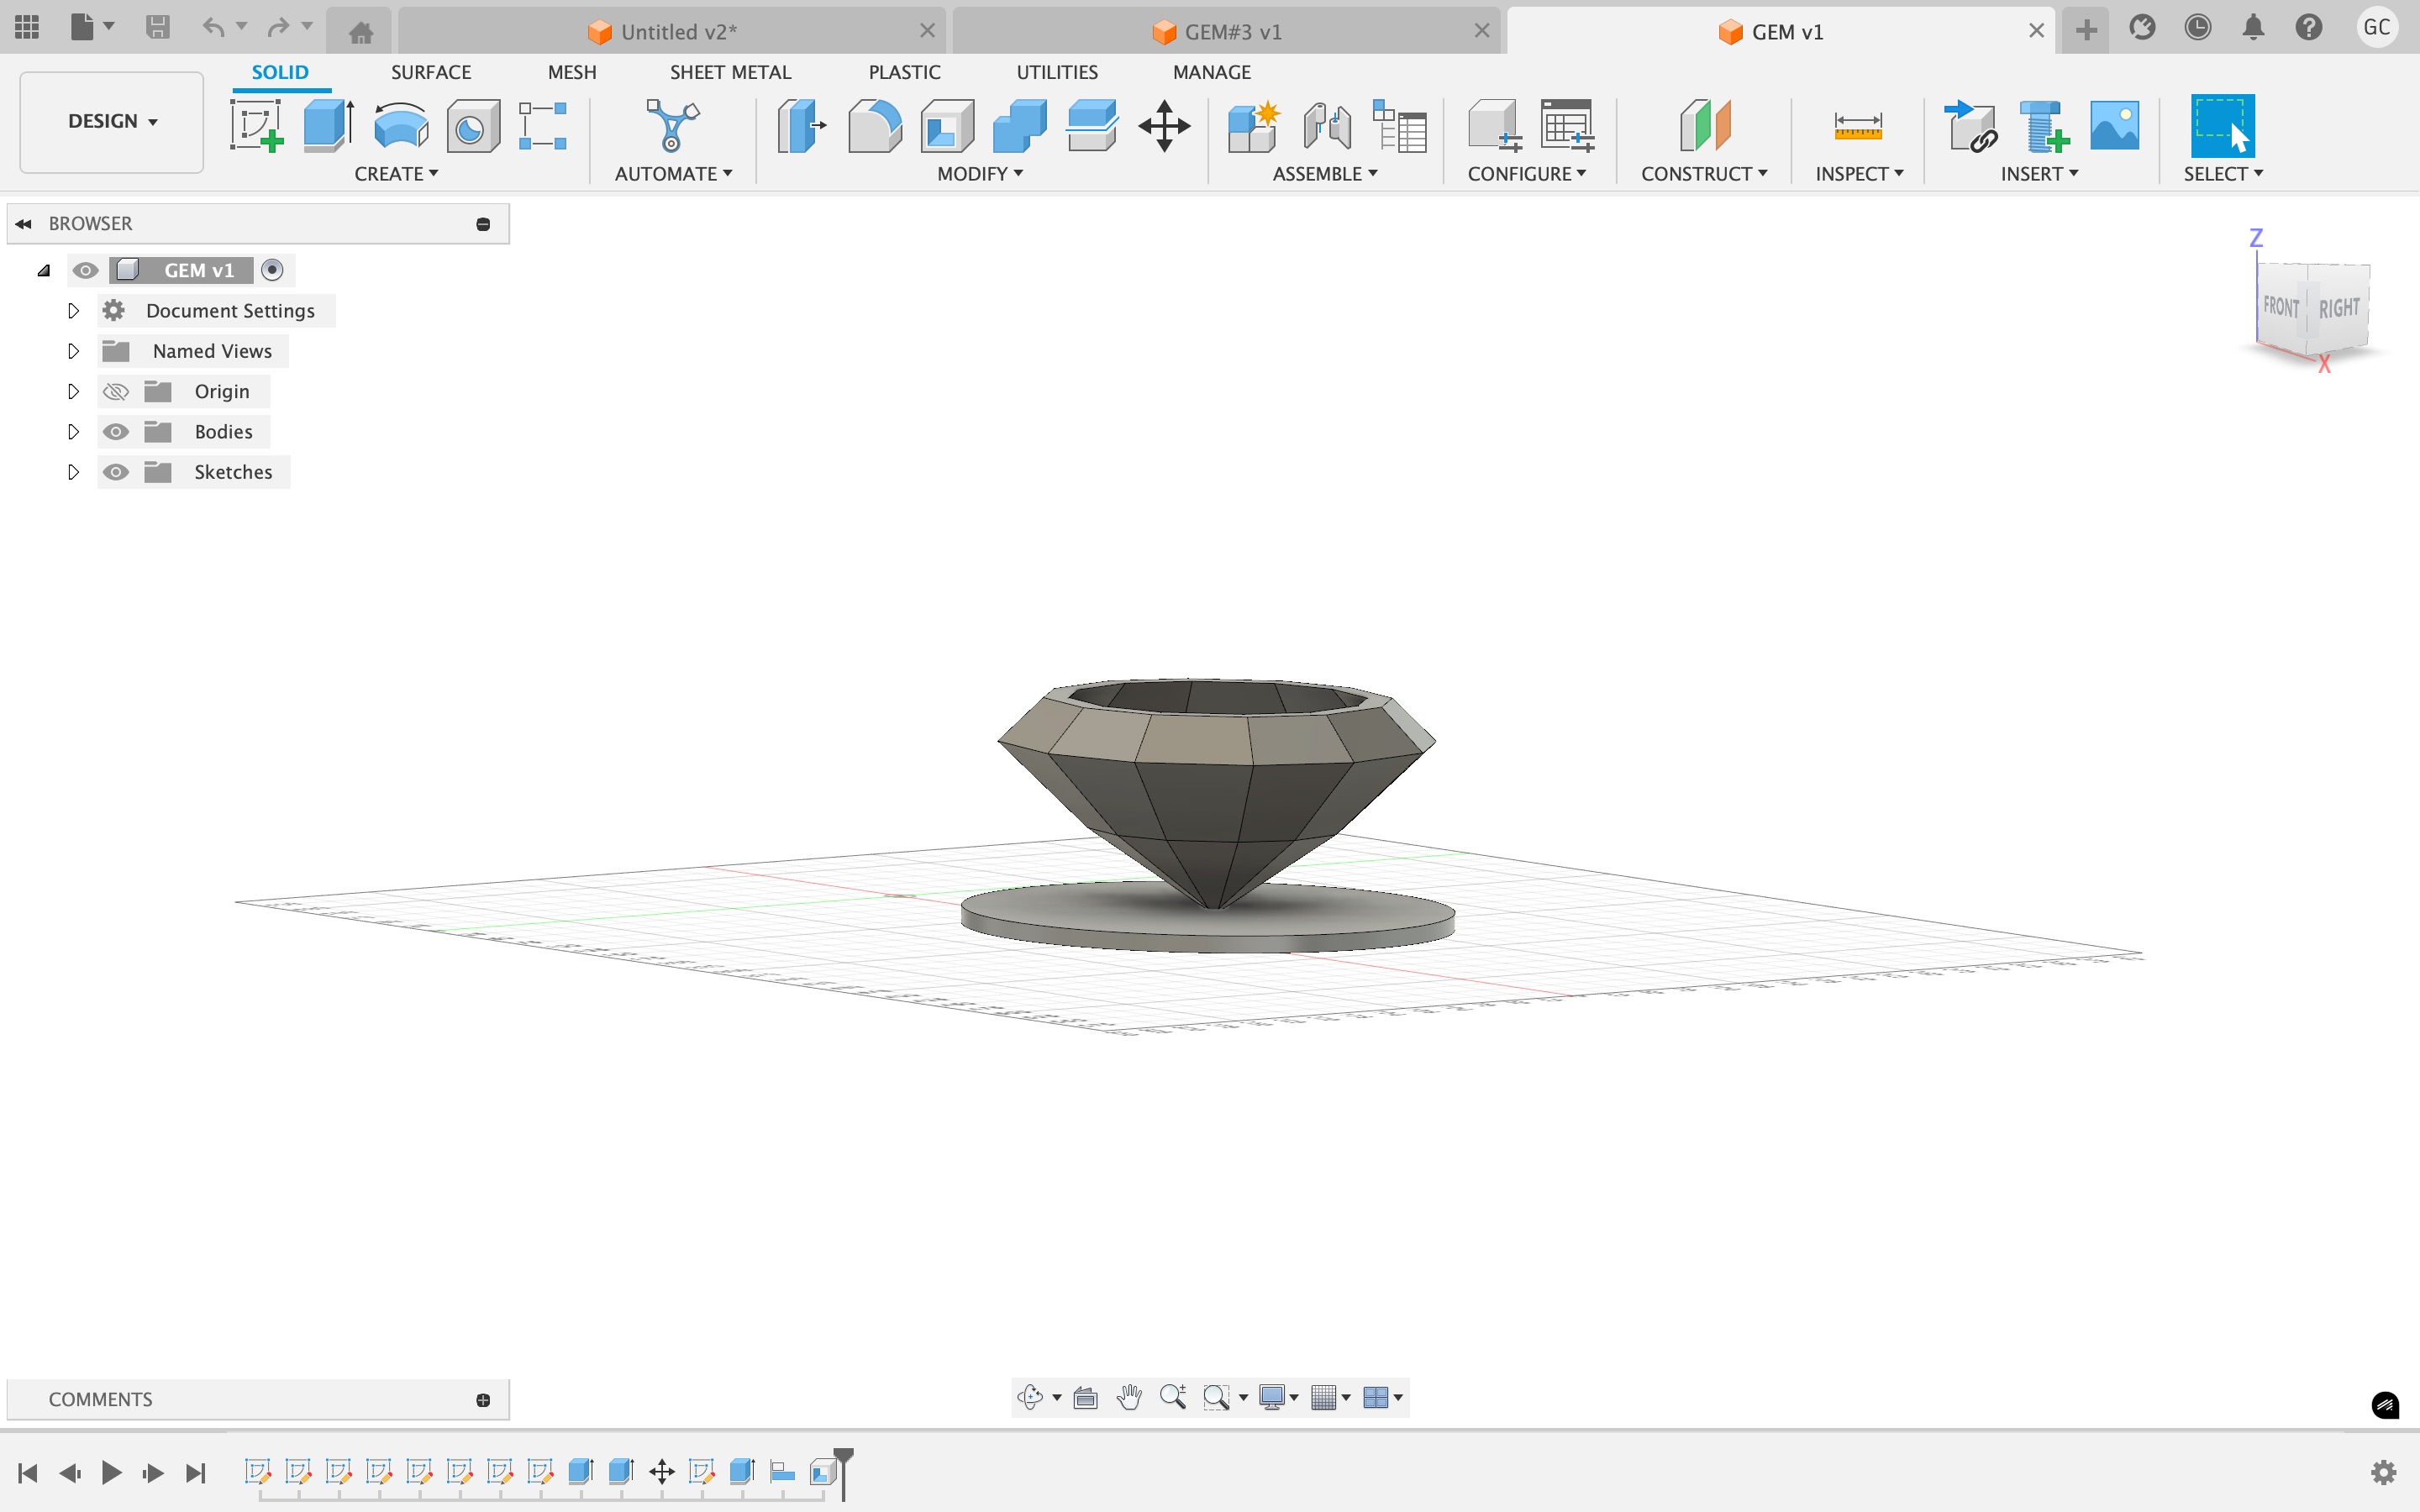 Untitled v2*
GEM#3 v1
GEM v1
GC
DESIGN
SOLID
SURFACE
MESH
SHEET METAL
PLASTIC
UTILITIES
MANAGE
CREATE
AUTOMATE
MODIFY
ASSEMBLE
CONFIGURE
CONSTRUCT
INSPECT
INSERT
SELECT
BROWSER
GEM v1
Document Settings
Named Views
Origin
Bodies
Sketches
Z
FRONT
RIGHT
X
COMMENTS